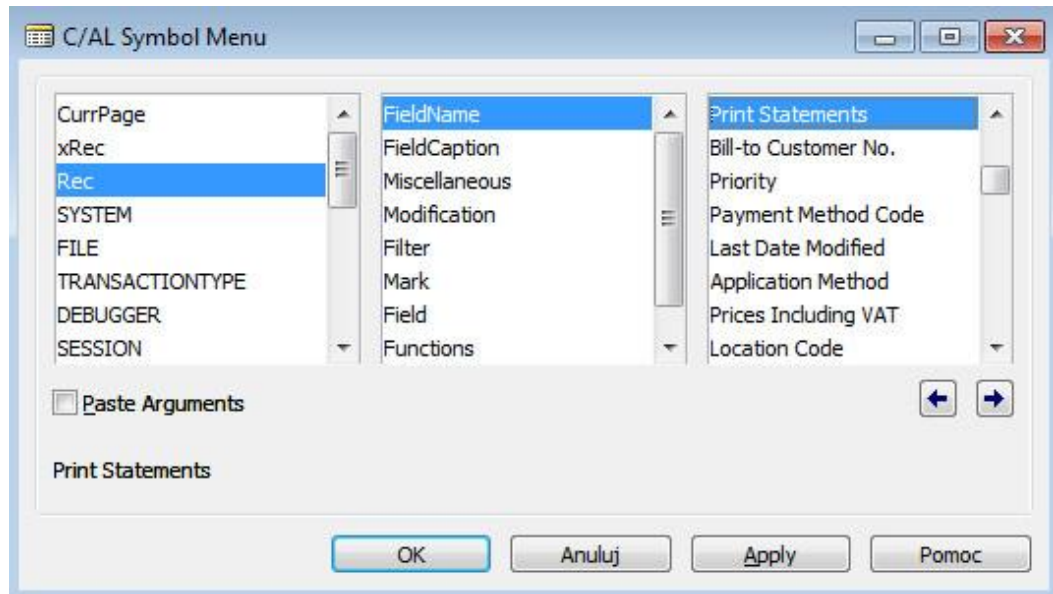 C/AL Symbol Menu
CurrPage
xRec
Rec
SYSTEM
FILE
TRANSACTIONTYPE
DEBUGGER
SESSION
FieldName
FieldCaption
Miscellaneous
Modification
Filter
Mark
Field
Functions
Print Statements
Bill-to Customer No.
Priority
Payment Method Code
Last Date Modified
Application Method
Prices Including VAT
Location Code
Paste Arguments
Print Statements
OK Anuluj Apply Pomoc